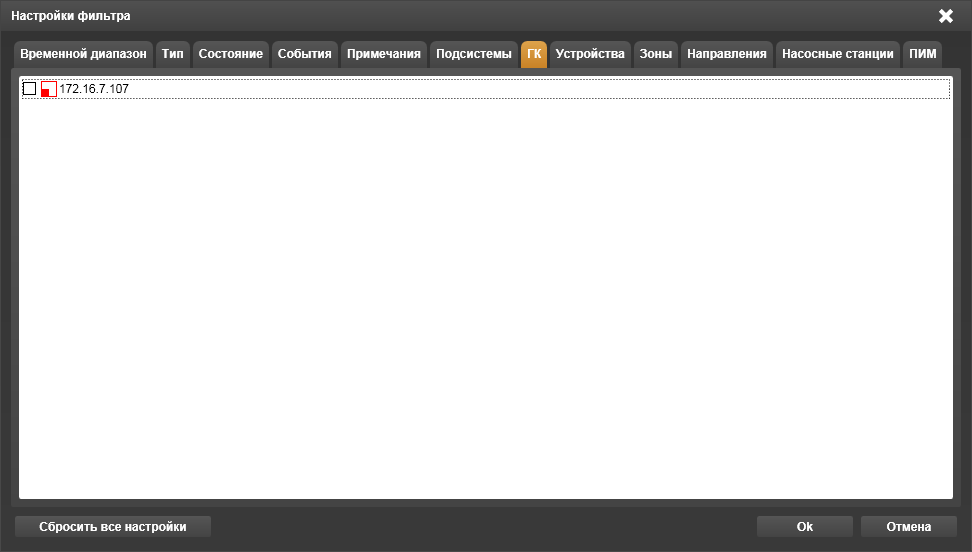 Настройки фильтра
Временной диапазон Тип Состояние События Примечания Подсистемы ГК Устройства Зоны Направления Насосные станции ПИМ
172.16.7.107
Сбросить все настройки Ok Отмена